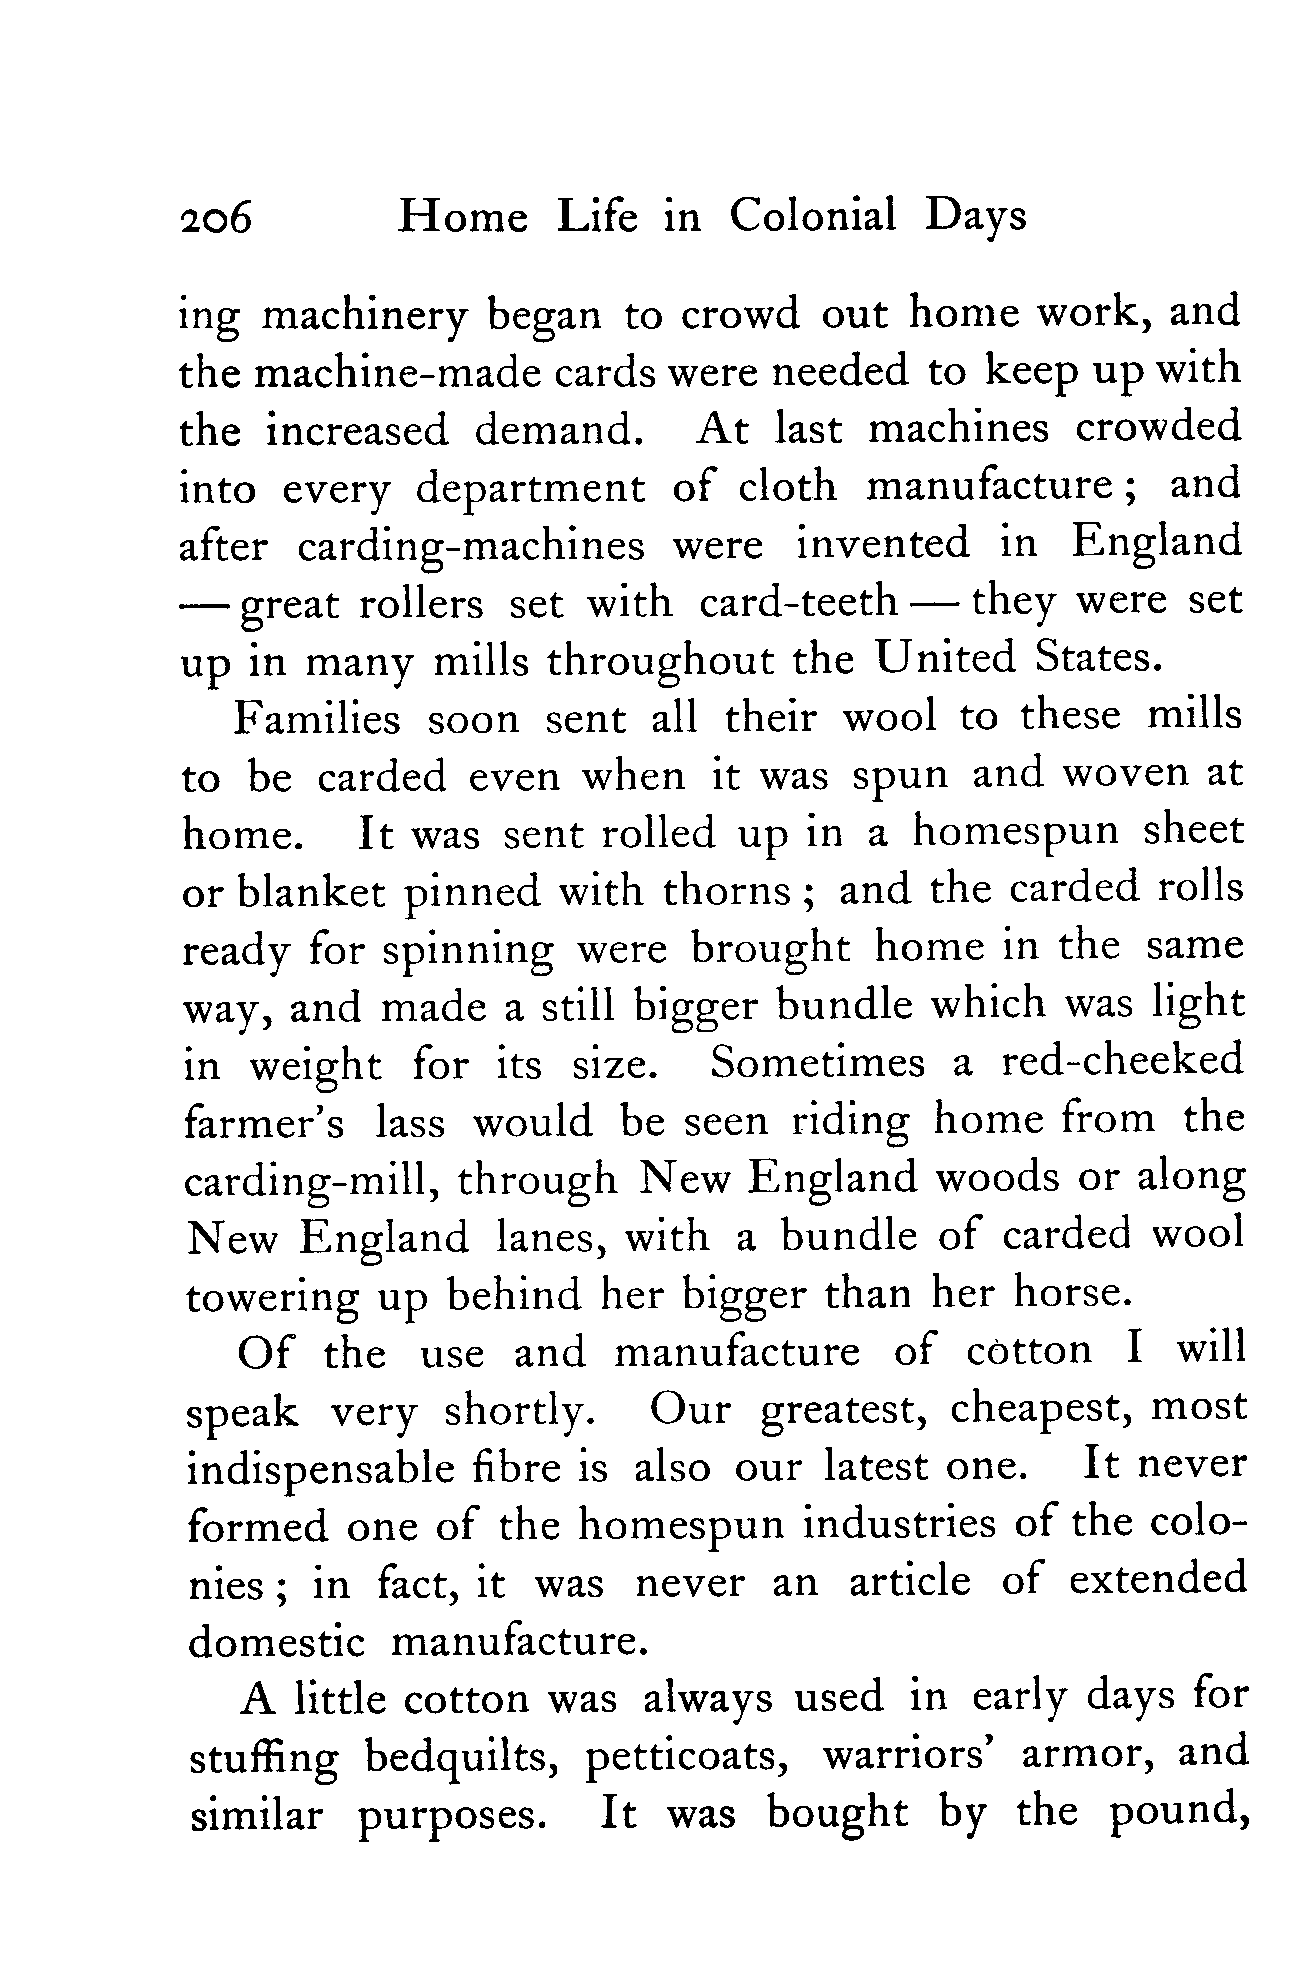 206 Home Life in Colonial Days
ing machinery began to crowd out home work, and
the machine-made cards were needed to keep up with
the increased demand. At last machines crowded
into every department of cloth manufacture ; and
after carding-machines were invented in England
— great rollers set with card-teeth — they were set
up in many mills throughout the United States.
Families soon sent all their wool to these mills
to be carded even when it was spun and woven at
home. It was sent rolled up in a homespun sheet
or blanket pinned with thorns ; and the carded rolls
ready for spinning were brought home in the same
way, and made a still bigger bundle which was light
in weight for its size. Sometimes a red-cheeked
farmer's lass would be seen riding home from the
carding-mill, through New England woods or along
New England lanes, with a bundle of carded wool
towering up behind her bigger than her horse.
Of the use and manufacture of cotton I will
speak very shortly. Our greatest, cheapest, most
indispensable fibre is also our latest one. It never
formed one of the homespun industries of the colo-
nies ; in fact, it was never an article of extended
domestic manufacture.
A little cotton was always used in early days for
stuffing bedquilts, petticoats, warriors' armor, and
similar purposes. It was bought by the pound,